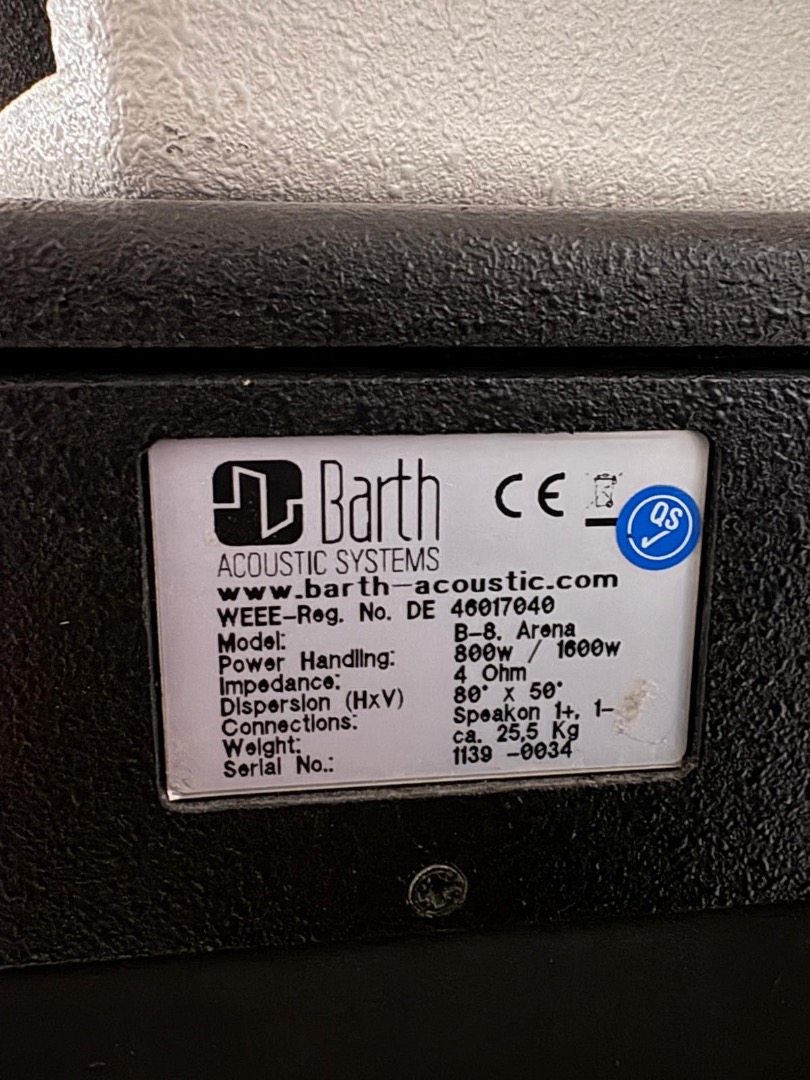 Barth
ACOUSTIC SYSTEMS
CE
QS
www.barth-acoustic.com
WEEE-Reg. No. DE 46017040
Model: B-8. Arena
Power Handling: 800w / 1600w
Impedance: 4 Ohm
Dispersion (HxV) 80° x 50°
Connections: Speakon 1+, 1-
Weight: ca. 25,5 Kg
Serial No.: 1139 -0034